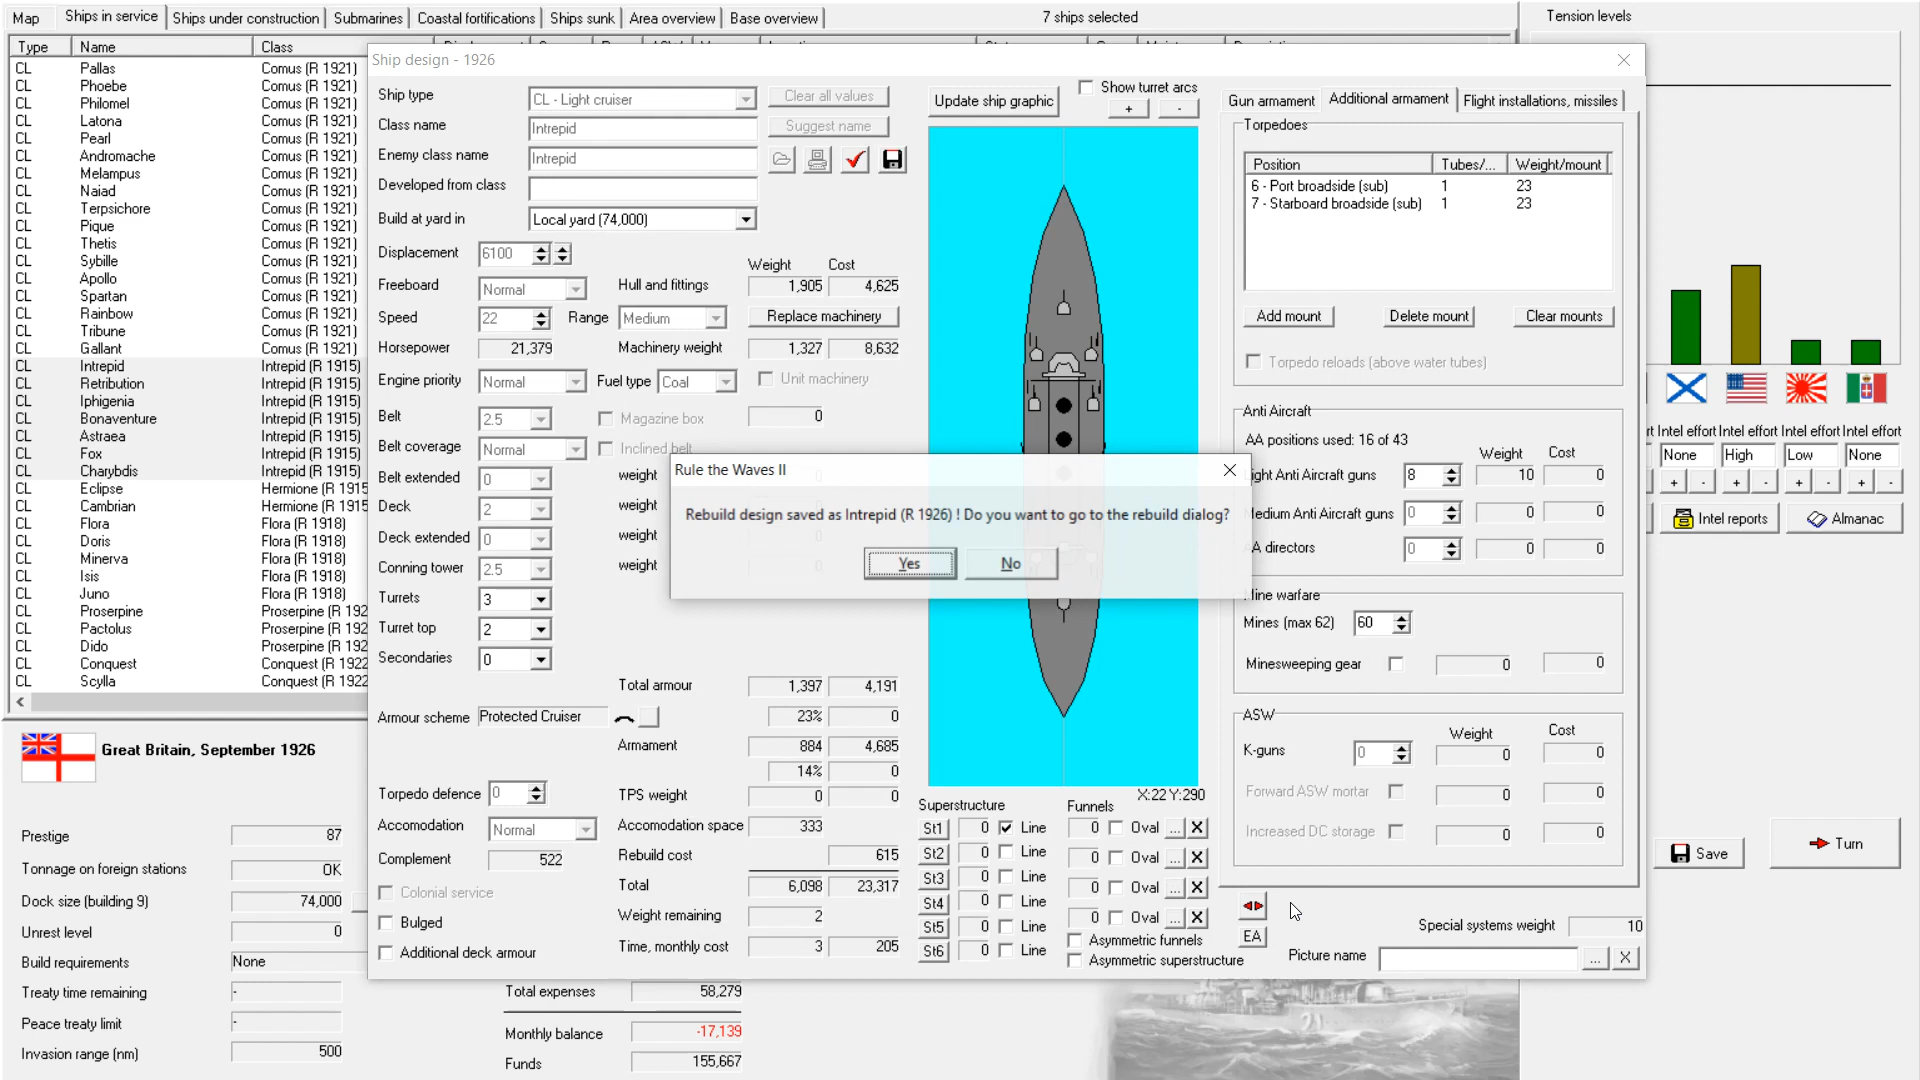 Map
Ships in service
Ships under construction
Submarines
Coastal fortifications
Ships sunk
Area overview
Base overview
7 ships selected
Tension levels
Type Name Class
CL Pallas Comus (R 1921)
CL Phoebe Comus (R 1921)
CL Philomel Comus (R 1921)
CL Latona Comus (R 1921)
CL Pearl Comus (R 1921)
CL Andromache Comus (R 1921)
CL Melampus Comus (R 1921)
CL Naiad Comus (R 1921)
CL Terpsichore Comus (R 1921)
CL Pique Comus (R 1921)
CL Thetis Comus (R 1921)
CL Sybille Comus (R 1921)
CL Apollo Comus (R 1921)
CL Spartan Comus (R 1921)
CL Rainbow Comus (R 1921)
CL Tribune Comus (R 1921)
CL Gallant Comus (R 1921)
CL Intrepid Intrepid (R 1915)
CL Retribution Intrepid (R 1915)
CL Iphigenia Intrepid (R 1915)
CL Bonaventure Intrepid (R 1915)
CL Astraea Intrepid (R 1915)
CL Fox Intrepid (R 1915)
CL Charybdis Intrepid (R 1915)
CL Eclipse Hermione (R 1915
CL Cambrian Hermione (R 1915
CL Flora Flora (R 1918)
CL Doris Flora (R 1918)
CL Minerva Flora (R 1918)
CL Isis Flora (R 1918)
CL Juno Flora (R 1918)
CL Proserpine Proserpine (R 192
CL Pactolus Proserpine (R 192
CL Dido Proserpine (R 192
CL Conquest Conquest (R 1922
CL Scylla Conquest (R 1922
Ship design - 1926
Ship type CL - Light cruiser Clear all values
Class name Intrepid Suggest name
Enemy class name Intrepid
Developed from class
Build at yard in Local yard (74,000)
Displacement 6100
Weight Cost
Freeboard Normal Hull and fittings 1,905 4,625
Speed 22 Range Medium Replace machinery
Horsepower 21,379 Machinery weight 1,327 8,632
Engine priority Normal Fuel type Coal Unit machinery
Belt 2.5 Magazine box 0
Belt coverage Normal Inclined belt
Belt extended 0 weight
Deck 2 weight
Deck extended 0 weight
Conning tower 2.5 weight
Turrets 3
Turret top 2
Secondaries 0
Total armour 1,397 4,191
Armour scheme Protected Cruiser 23% 0
Armament 884 4,685
14% 0
Torpedo defence 0 TPS weight 0 0
Accomodation Normal Accomodation space 333
Complement 522 Rebuild cost 615
Total 6,098 23,317
Colonial service
Weight remaining 2
Bulged
Time, monthly cost 3 205
Additional deck armour
Update ship graphic
Show turret arcs
+ -
X:22 Y:290
Superstructure Funnels
St1 0 Line 0 Oval ... X
St2 0 Line 0 Oval ... X
St3 0 Line 0 Oval ... X
St4 0 Line 0 Oval ... X
St5 0 Line
St6 0 Line
Asymmetric funnels
Asymmetric superstructure
EA
Rule the Waves II
Rebuild design saved as Intrepid (R 1926) ! Do you want to go to the rebuild dialog?
Yes No
Gun armament
Additional armament
Flight installations, missiles
Torpedoes
Position Tubes/... Weight/mount
6 - Port broadside (sub) 1 23
7 - Starboard broadside (sub) 1 23
Add mount Delete mount Clear mounts
Torpedo reloads (above water tubes)
Anti Aircraft
AA positions used: 16 of 43
Weight Cost
ight Anti Aircraft guns 8 10 0
edium Anti Aircraft guns 0 0 0
A directors 0 0 0
ine warfare
Mines (max 62) 60
Minesweeping gear 0 0
ASW
Weight Cost
K-guns 0 0 0
Forward ASW mortar 0 0
Increased DC storage 0 0
Special systems weight 10
Picture name ... X
rt Intel effort Intel effort Intel effort Intel effort
None High Low None
+ - + - + - + -
Intel reports Almanac
Save Turn
Great Britain, September 1926
Prestige 87
Tonnage on foreign stations OK
Dock size (building 9) 74,000
Unrest level 0
Build requirements None
Treaty time remaining -
Peace treaty limit -
Invasion range (nm) 500
Total expenses 58,279
Monthly balance -17,139
Funds 155,667